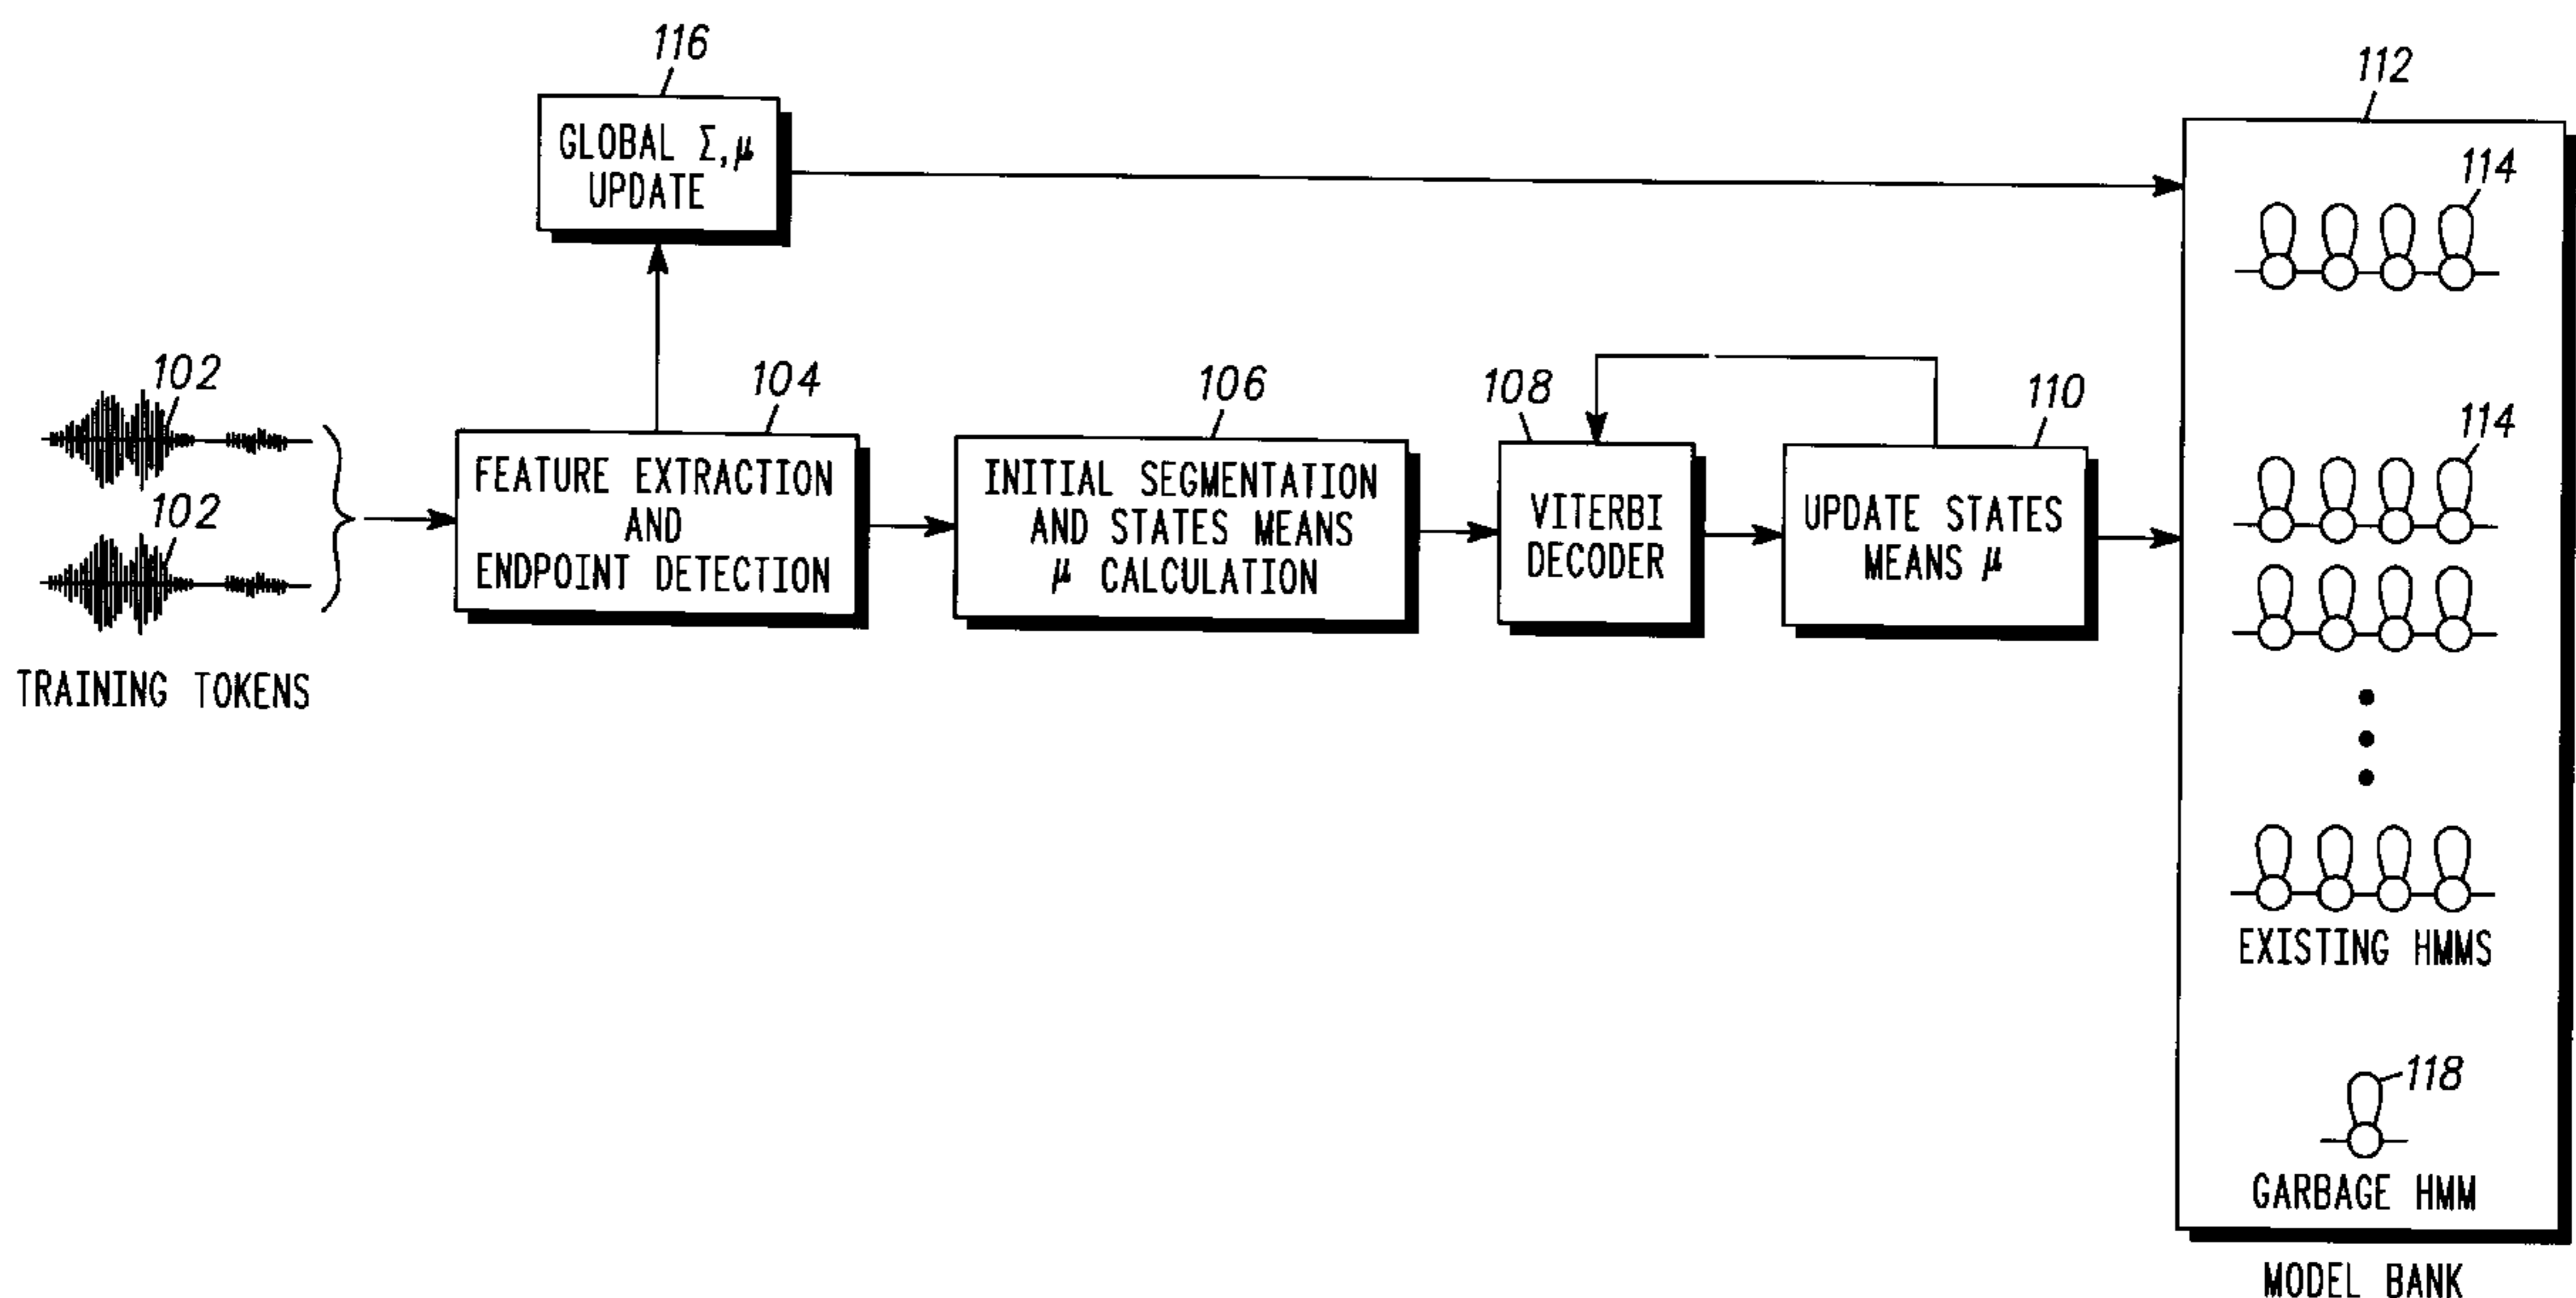 116
GLOBAL Σ,μ
UPDATE
112
114
102
104
106
108
110
114
FEATURE EXTRACTION
AND
ENDPOINT DETECTION
INITIAL SEGMENTATION
AND STATES MEANS
μ CALCULATION
VITERBI
DECODER
UPDATE STATES
MEANS μ
102
TRAINING TOKENS
EXISTING HMMS
118
GARBAGE HMM
MODEL BANK